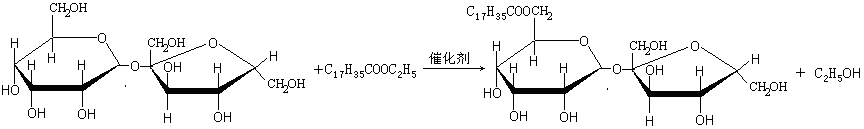 CH₂OH
H
O
HO
OH
OH
O
CH₂OH
O
OH
H
OH
H
CH₂OH
+C₁₇H₃₅COOC₂H₅
催化剂
C₁₇H₃₅COOCH₂
H
O
HO
OH
OH
O
CH₂OH
O
OH
H
OH
H
CH₂OH
+ C₂H₅OH